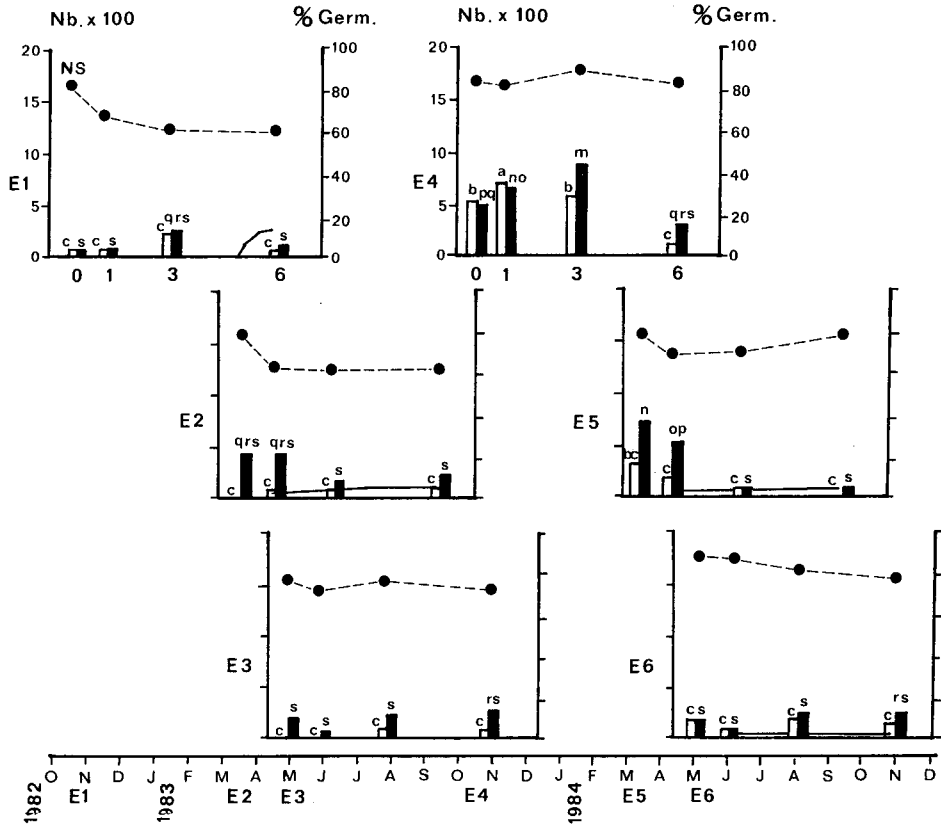 Nb. x 100 % Germ. Nb. x 100 % Germ.
20 100 20 100
NS
15 80 15 80
60 60
10 m 10
E1 40 E4 a no 40
b pq b
5 c qrs 20 5 qrs 20
c s c s c s c
0 0 0 0
0 1 3 6 0 1 3 6
E2 E5
n
qrs qrs op
bc
c c c s c s c c s c s
E3 E6
c s c s c s c rs c s c s c s c rs
O N D J F M A M J J A S O N D J F M A M J J A S O N D
1982 E1 1983 E2 E3 E4 1984 E5 E6